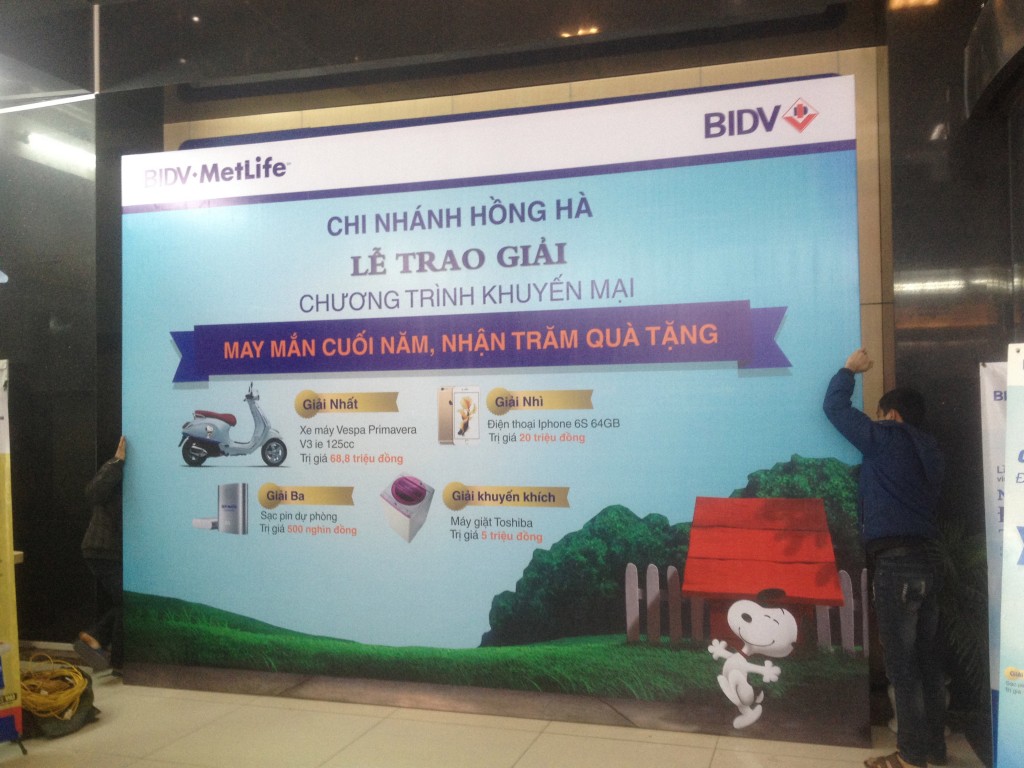 BIDV
BIDV MetLife
CHI NHÁNH HỒNG HÀ
LỄ TRAO GIẢI
CHƯƠNG TRÌNH KHUYẾN MẠI
MAY MẮN CUỐI NĂM, NHẬN TRĂM QUÀ TẶNG
Giải Nhất
Xe máy Vespa Primavera
V3 ie 125cc
Trị giá 68,8 triệu đồng
Giải Nhì
Điện thoại Iphone 6S 64GB
Trị giá 20 triệu đồng
Giải Ba
Sạc pin dự phòng
Trị giá 500 nghìn đồng
Giải khuyến khích
Máy giặt Toshiba
Trị giá 5 triệu đồng